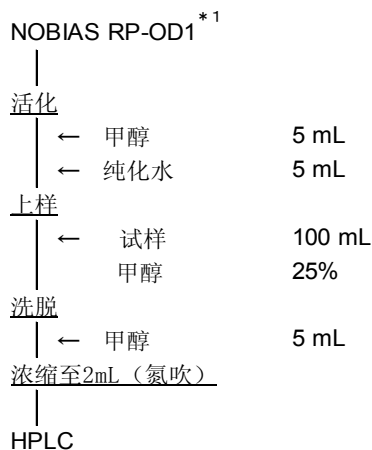 NOBIAS RP-OD1*1
活化
← 甲醇 5 mL
← 纯化水 5 mL
上样
← 试样 100 mL
甲醇 25%
洗脱
← 甲醇 5 mL
浓缩至2mL（氮吹）
HPLC